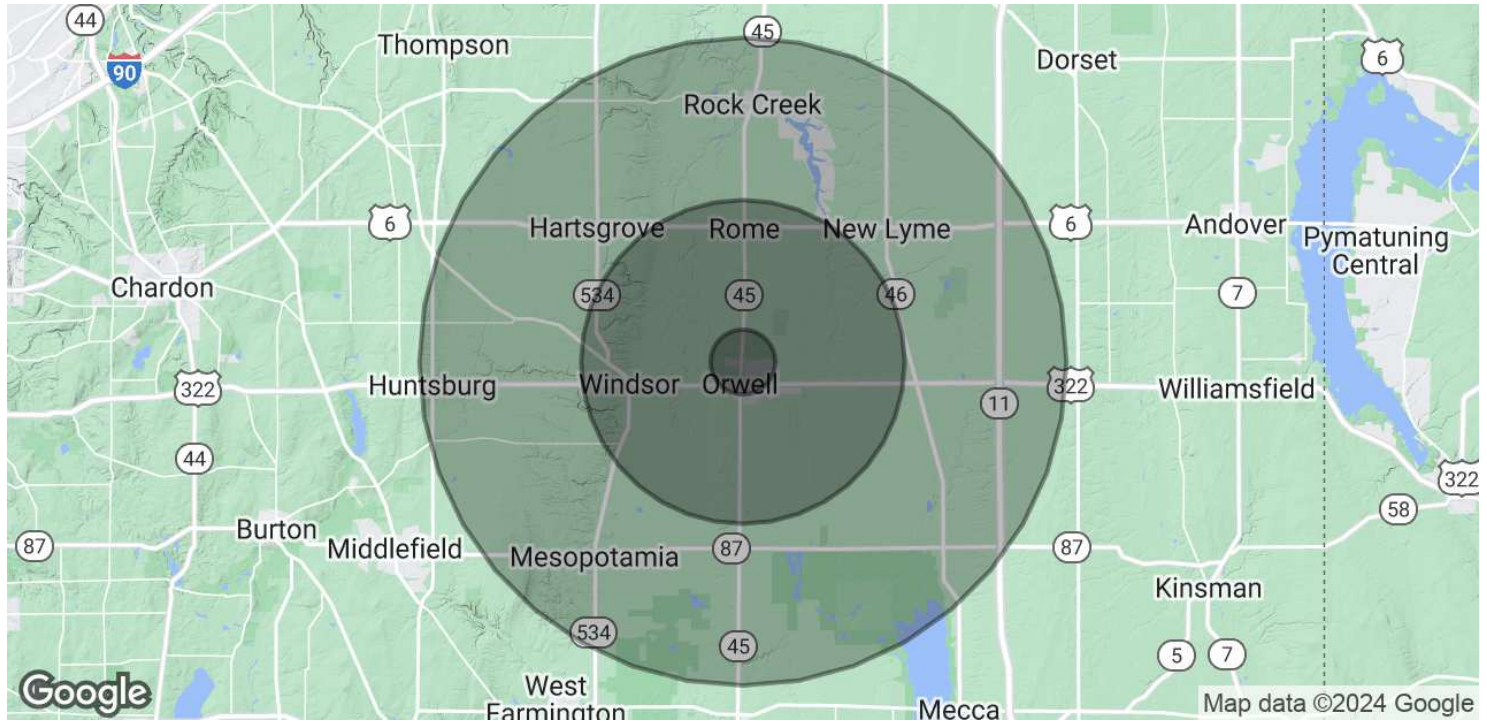 44
45
Thompson
Dorset
6
90
Rock Creek
6
Hartsgrove
Rome
New Lyme
6
Andover
Pymatuning
Central
Chardon
534
45
46
7
322
Huntsburg
Windsor
Orwell
11
322
Williamsfield
44
322
58
Burton
87
Middlefield
Mesopotamia
87
87
Kinsman
534
45
5
7
West
Farmington
Mecca
Google
Map data ©2024 Google